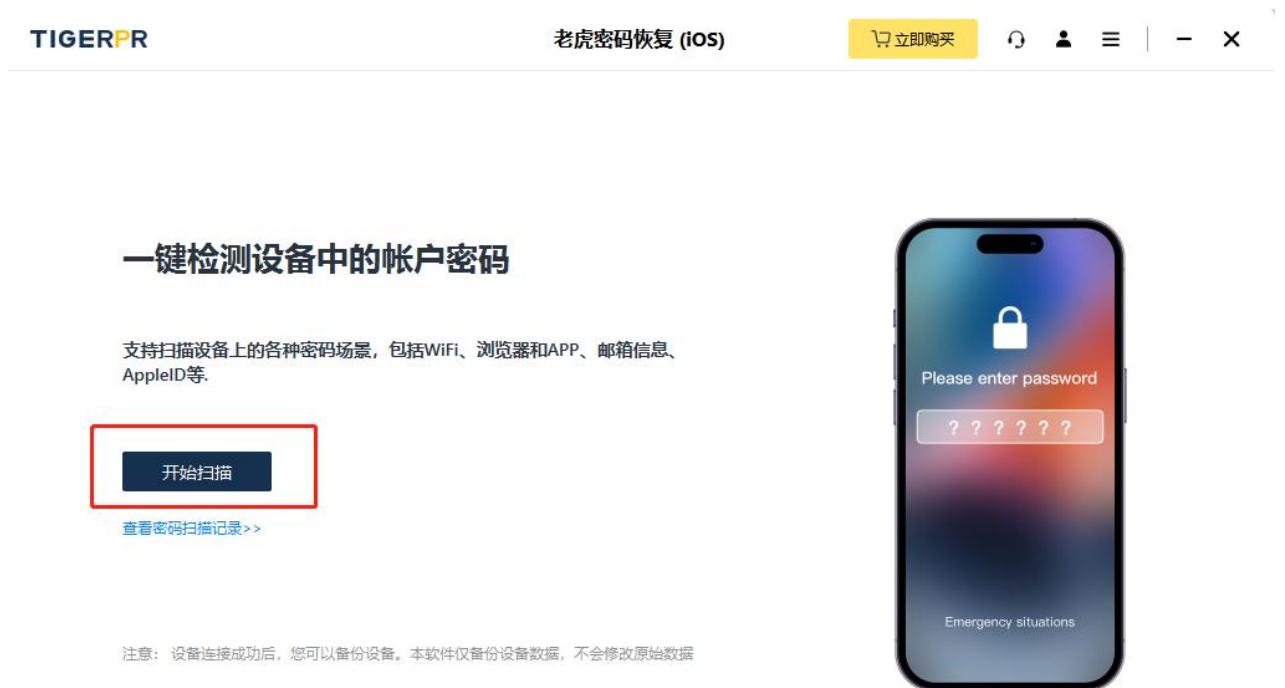 TIGERPR
老虎密码恢复 (iOS)
立即购买
一键检测设备中的帐户密码
支持扫描设备上的各种密码场景，包括WiFi、浏览器和APP、邮箱信息、
AppleID等.
开始扫描
查看密码扫描记录>>
注意： 设备连接成功后，您可以备份设备。本软件仅备份设备数据，不会修改原始数据
Please enter password
? ? ? ? ? ?
Emergency situations